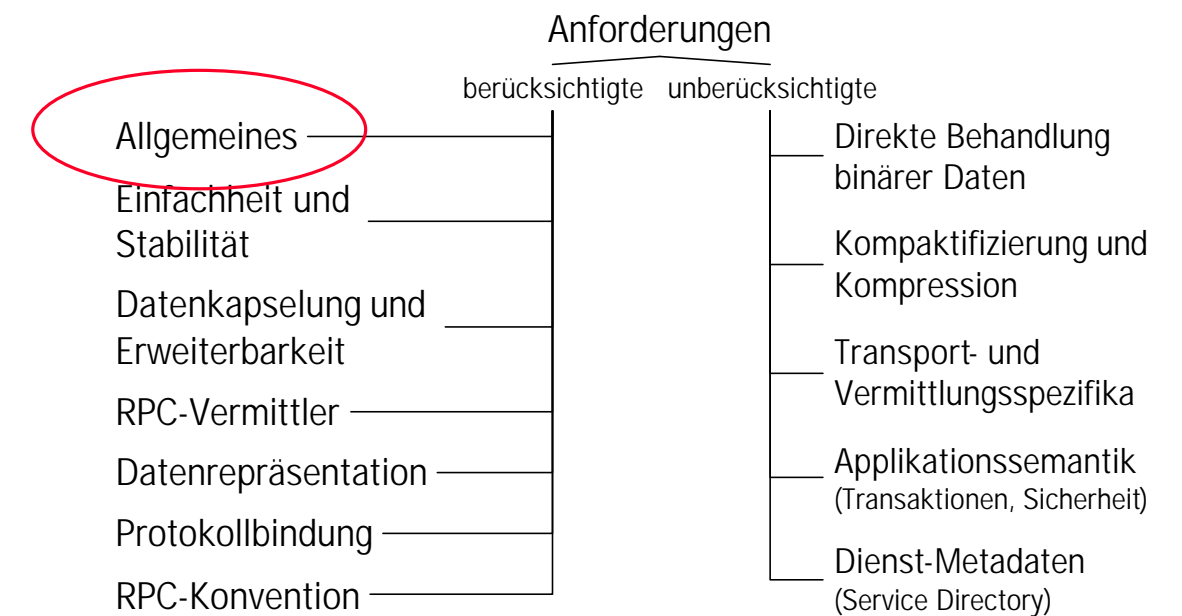 Anforderungen
berücksichtigte unberücksichtigte
Allgemeines
Einfachheit und
Stabilität
Datenkapselung und
Erweiterbarkeit
RPC-Vermittler
Datenrepräsentation
Protokollbindung
RPC-Konvention
Direkte Behandlung
binärer Daten
Kompaktifizierung und
Kompression
Transport- und
Vermittlungsspezifika
Applikationssemantik
(Transaktionen, Sicherheit)
Dienst-Metadaten
(Service Directory)